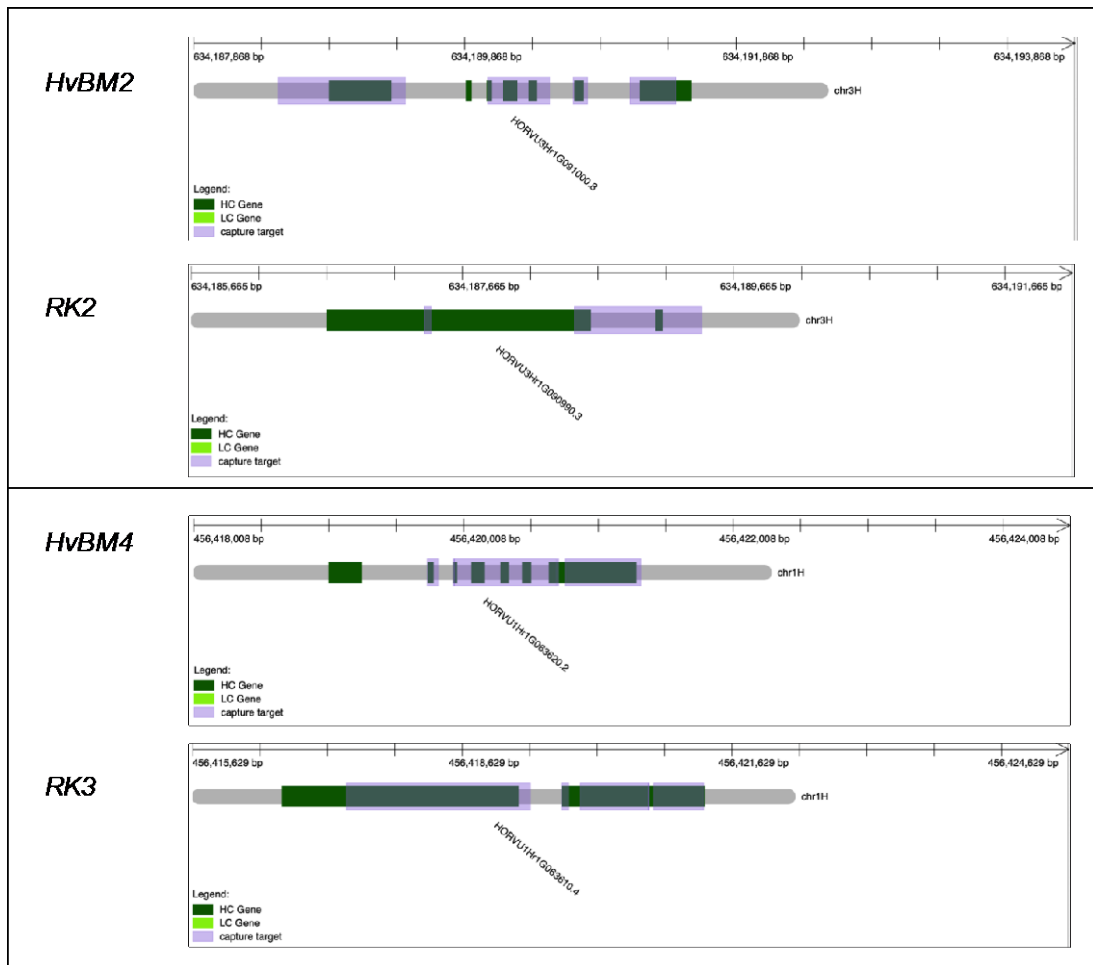 634,187,868 bp 634,189,868 bp 634,191,868 bp 634,193,868 bp
HvBM2
chr3H
HORVU3Hr1G091000.3
Legend:
HC Gene
LC Gene
capture target
634,185,665 bp 634,187,665 bp 634,189,665 bp 634,191,665 bp
RK2
chr3H
HORVU3Hr1G090980.3
Legend:
HC Gene
LC Gene
capture target
456,418,008 bp 456,420,008 bp 456,422,008 bp 456,424,008 bp
HvBM4
chr1H
HORVU1Hr1G063620.2
Legend:
HC Gene
LC Gene
capture target
456,415,629 bp 456,418,629 bp 456,421,629 bp 456,424,629 bp
RK3
chr1H
HORVU1Hr1G063610.4
Legend:
HC Gene
LC Gene
capture target